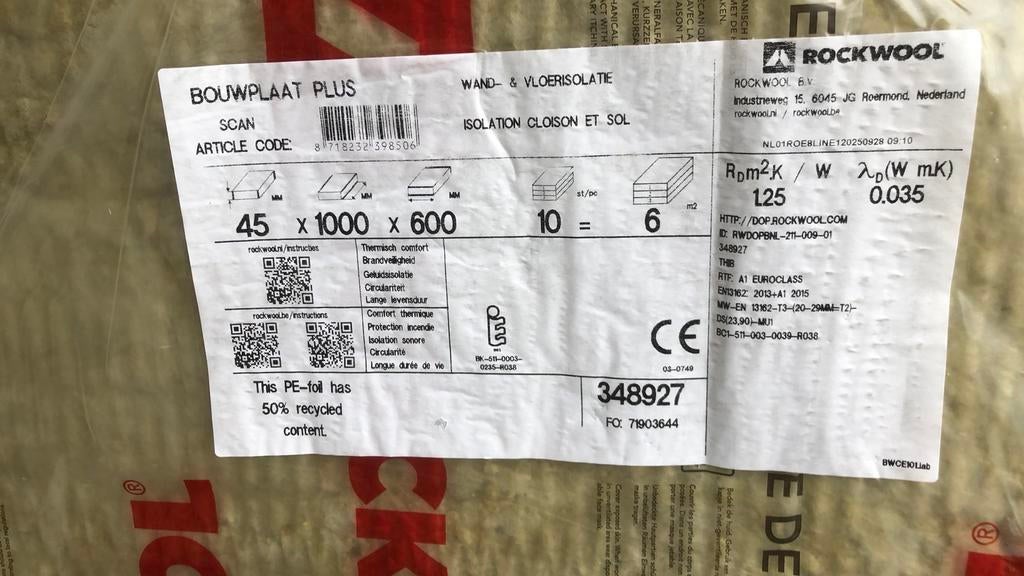 BOUWPLAAT PLUS
SCAN
ARTICLE CODE:
8 718232 398506
WAND- & VLOERISOLATIE
ISOLATION CLOISON ET SOL
ROCKWOOL
ROCKWOOL B.V.
Industrieweg 15, 6045 JG Roermond, Nederland
rockwool.nl / rockwool.be
NL01ROE8LINE120250928 09:10
MM MM MM st/pc m2
45 x 1000 x 600 10 = 6
RDm²K / W λD(W mK)
1.25 0.035
HTTP://DOP.ROCKWOOL.COM
ID: RWDOPBNL-211-009-01
348927
THIB
RTF: A1 EUROCLASS
EN13162: 2013+A1 2015
MW-EN 13162-T3-(20-29MM=T2)-
DS(23,90)-MU1
BC1-511-003-0039-R038
rockwool.nl/instructies
Thermisch comfort
Brandveiligheid
Geluidsisolatie
Circulariteit
Lange levensduur
rockwool.be/instructions
Comfort thermique
Protection incendie
Isolation sonore
Circularité
Longue durée de vie
BK-511-0003-
0235-R038
CE
03-0749
This PE-foil has
50% recycled
content.
348927
FO: 71903644
BWCE10Liab
CK
E DE